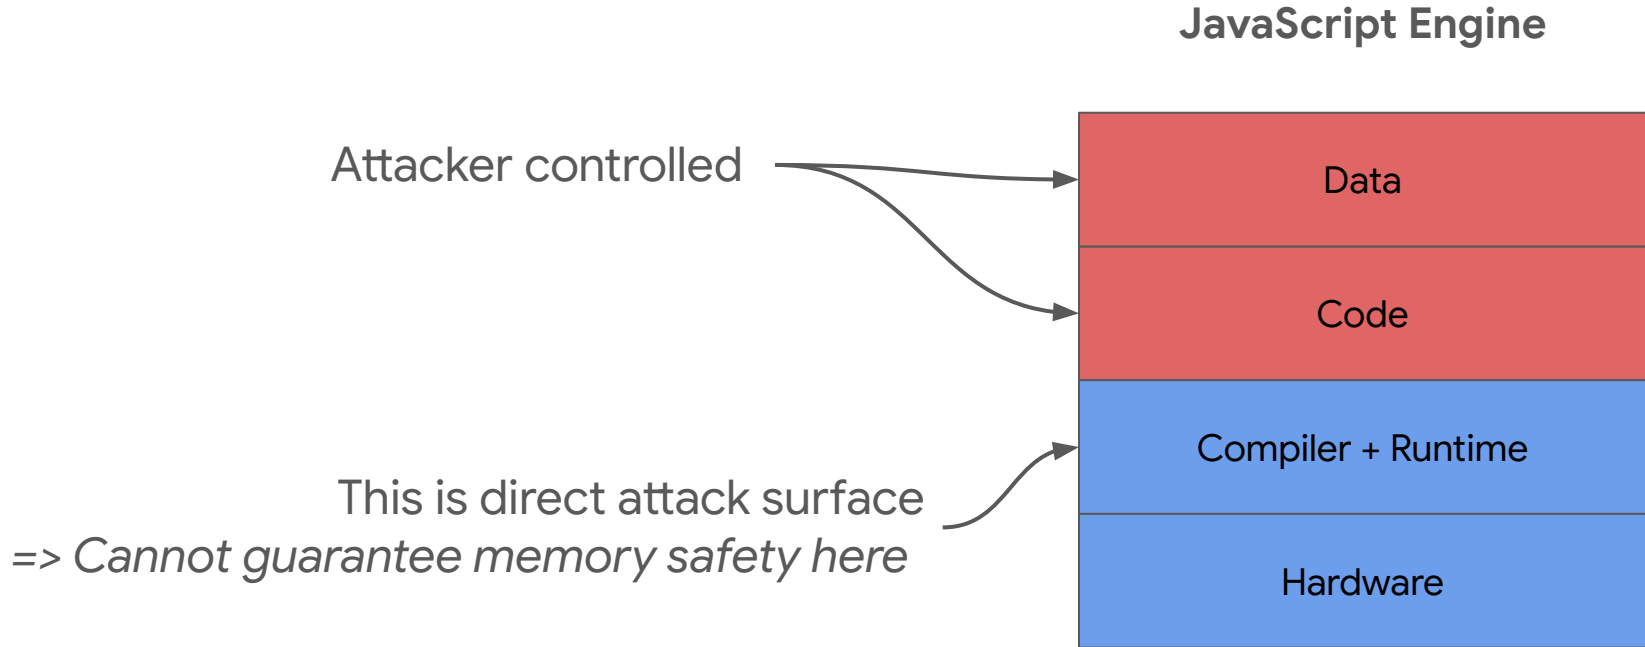 JavaScript Engine
Attacker controlled
Data
Code
Compiler + Runtime
This is direct attack surface
=> Cannot guarantee memory safety here
Hardware